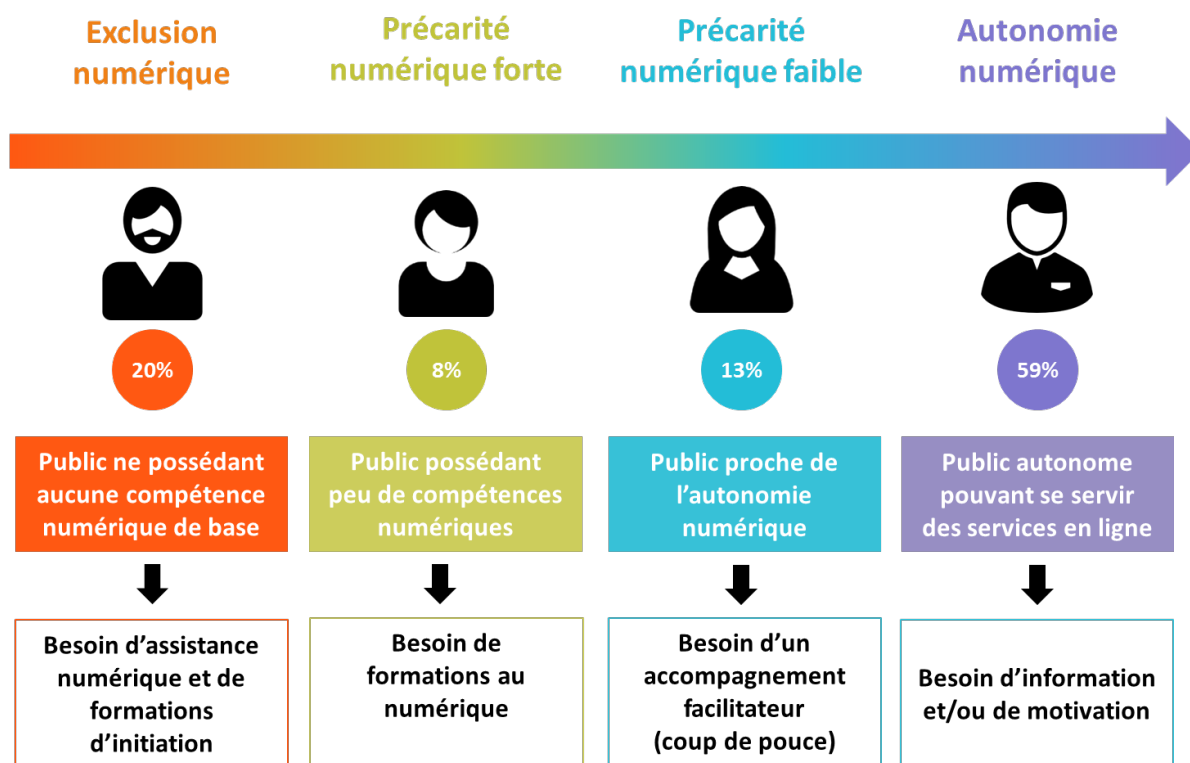 Exclusion
numérique
Précarité
numérique forte
Précarité
numérique faible
Autonomie
numérique
20%
8%
13%
59%
Public ne possédant
aucune compétence
numérique de base
Public possédant
peu de compétences
numériques
Public proche de
l’autonomie
numérique
Public autonome
pouvant se servir
des services en ligne
Besoin d’assistance
numérique et de
formations
d’initiation
Besoin de
formations au
numérique
Besoin d’un
accompagnement
facilitateur
(coup de pouce)
Besoin d’information
et/ou de motivation